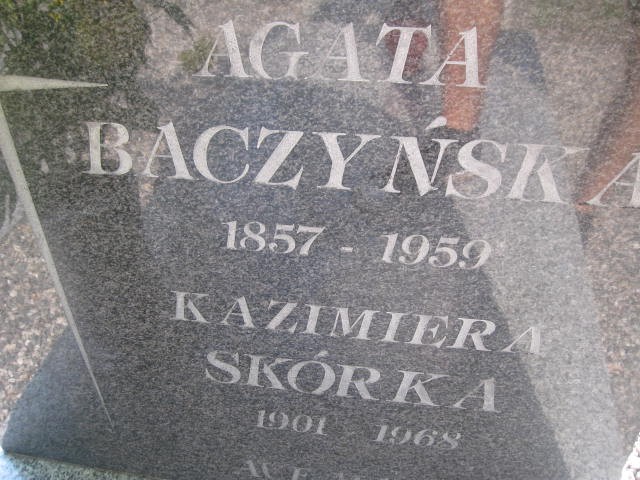 AGATA
BACZYŃSKA
1857 - 1959
KAZIMIERA
SKÓRKA
1901 1968